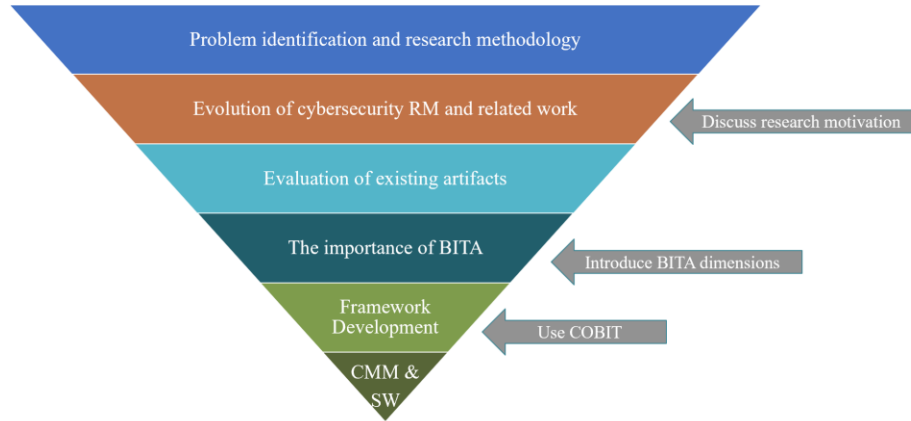 Problem identification and research methodology
Evolution of cybersecurity RM and related work
Discuss research motivation
Evaluation of existing artifacts
The importance of BITA
Introduce BITA dimensions
Framework
Development
Use COBIT
CMM &
SW